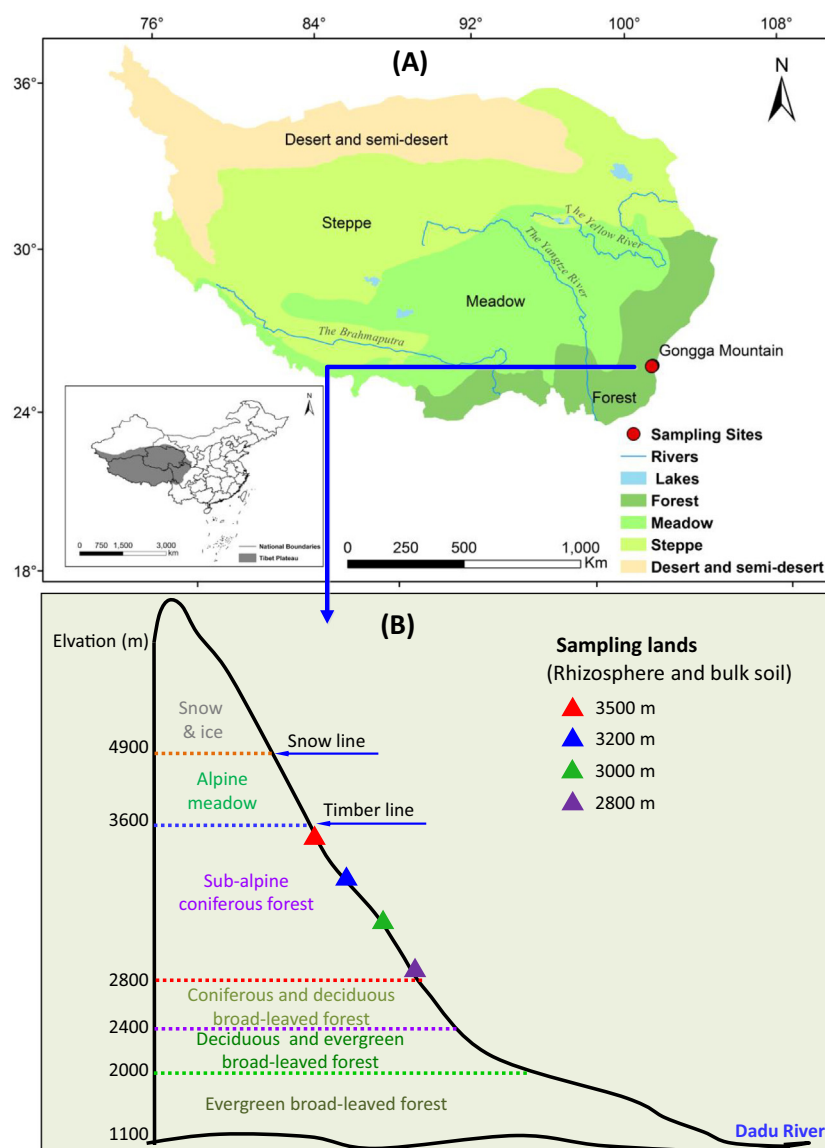 76°
84°
92°
100°
108°
(A)
N
36°
Desert and semi-desert
Steppe
The Yellow River
30°
The Yangtze River
Meadow
The Brahmaputra
Gongga Mountain
24°
Forest
N
Sampling Sites
Rivers
Lakes
Forest
Meadow
Steppe
Desert and semi-desert
0 750 1,500 3,000
km
National Boundaries
Tibet Plateau
0 250 500 1,000
Km
18°
(B)
Elvation (m)
Sampling lands
(Rhizosphere and bulk soil)
3500 m
3200 m
3000 m
2800 m
Snow
& ice
4900
Snow line
Alpine
meadow
3600
Timber line
Sub-alpine
coniferous forest
2800
Coniferous and deciduous
broad-leaved forest
2400
Deciduous and evergreen
broad-leaved forest
2000
Evergreen broad-leaved forest
1100
Dadu River